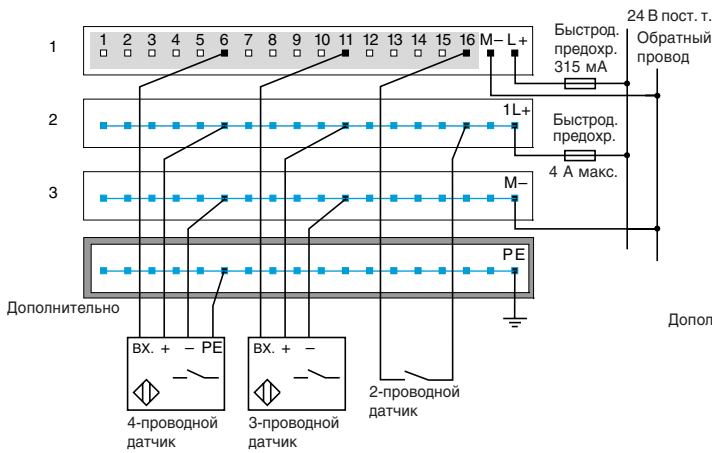 24 В пост. т.
1 2 3 4 5 6 7 8 9 10 11 12 13 14 15 16 M– L+
Быстрод.
предохр.
315 мА
Обратный
провод
1
2
1L+
Быстрод.
предохр.
4 А макс.
3
M–
PE
Дополнительно
Допол
ВХ. + – PE
ВХ. + –
2-проводной
датчик
4-проводной
датчик
3-проводной
датчик